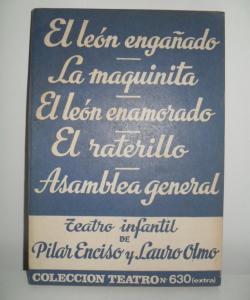 El león engañado
La maquinita
El león enamorado
El raterillo
Asamblea general
Teatro infantil
DE
Pilar Enciso y Lauro Olmo
COLECCION TEATRO Nº 630 (extra)